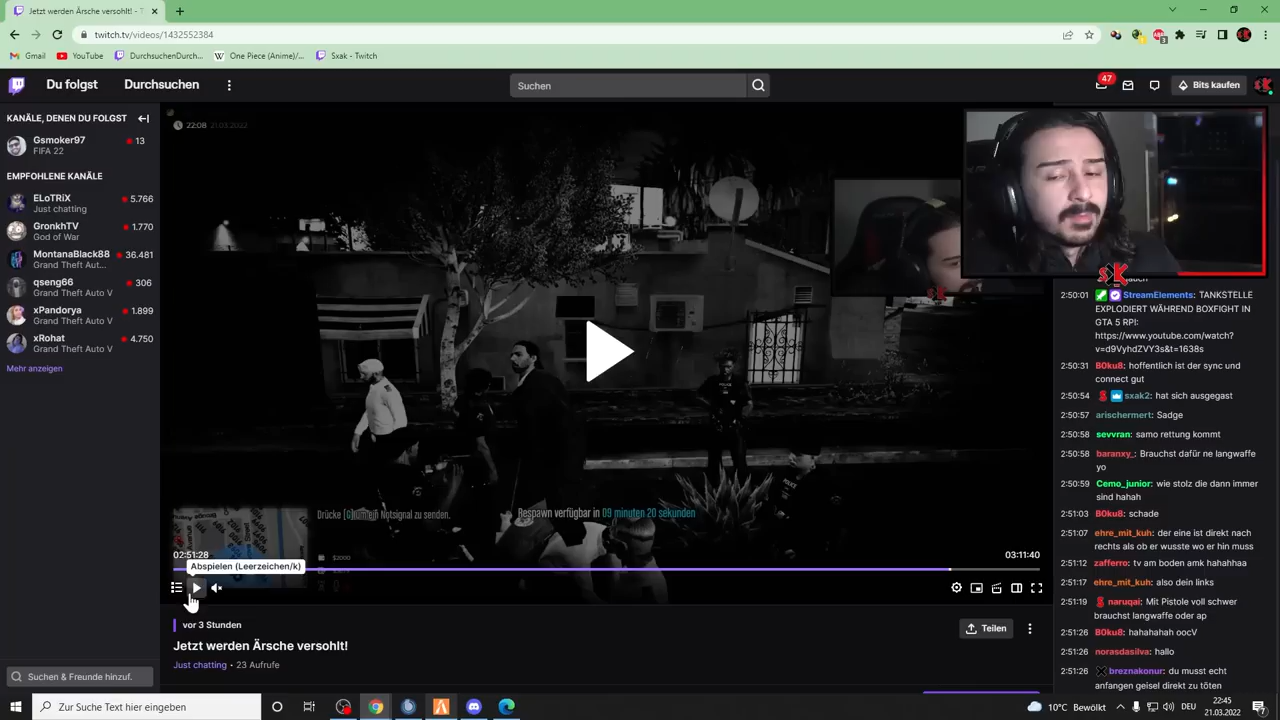 Jetzt werden Ärsche versohlt! - T
twitch.tv/videos/1432552384
Gmail
YouTube
DurchsuchenDurch...
One Piece (Anime)/...
Sxak - Twitch
Du folgst
Durchsuchen
Suchen
47
Bits kaufen
KANÄLE, DENEN DU FOLGST
Gsmoker97
13
FIFA 22
EMPFOHLENE KANÄLE
ELoTRiX
5.766
Just chatting
GronkhTV
1.770
God of War
MontanaBlack88
36.481
Grand Theft Aut...
qseng66
306
Grand Theft Auto V
xPandorya
1.899
Grand Theft Auto V
xRohat
4.750
Grand Theft Auto V
Mehr anzeigen
Suchen & Freunde hinzuf.
22:08 21.03.2022
POLICE
POLICE
Drücke [G] um ein Notsignal zu senden.
Respawn verfügbar in 09 minuten 20 sekunden
02:51:28
03:11:40
Abspielen (Leerzeichen/k)
vor 3 Stunden
Jetzt werden Ärsche versohlt!
Just chatting • 23 Aufrufe
Teilen
2:50:01 StreamElements: TANKSTELLE
EXPLODIERT WÄHREND BOXFIGHT IN
GTA 5 RP!:
https://www.youtube.com/watch?
v=d9VyhdZVY3s&t=1638s
2:50:31 B0ku8: hoffentlich ist der sync und
connect gut
2:50:54 sxak2: hat sich ausgegast
2:50:57 arischermert: Sadge
2:50:58 sevvran: samo rettung kommt
2:50:58 baranxy_: Brauchst dafür ne langwaffe
yo
2:50:59 Cemo_junior: wie stolz die dann immer
sind hahah
2:51:03 B0ku8: schade
2:51:07 ehre_mit_kuh: der eine ist direkt nach
rechts als ob er wusste wo er hin muss
2:51:12 zafferro: tv am boden amk hahahhaa
2:51:17 ehre_mit_kuh: also dein links
2:51:19 naruqai: Mit Pistole voll schwer
brauchst langwaffe oder ap
2:51:26 B0ku8: hahahahah oocV
2:51:26 norasdasilva: hallo
2:51:26 breznakonur: du musst echt
anfangen geisel direkt zu töten
Zur Suche Text hier eingeben
10°C Bewölkt
DEU
22:45
21.03.2022